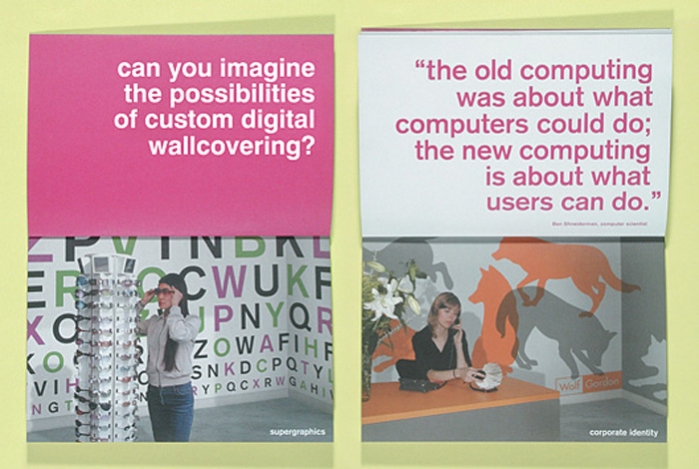 can you imagine
the possibilities
of custom digital
wallcovering?
supergraphics
“the old computing
was about what
computers could do;
the new computing
is about what
users can do.”
Ben Shneiderman, computer scientist
Wolf Gordon
corporate identity